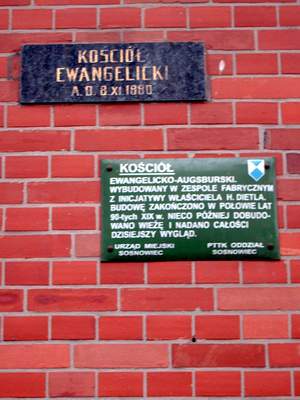 KOŚCIÓŁ
EWANGELICKI
A. D. 8 XI 1880
KOŚCIÓŁ
EWANGELICKO-AUGSBURSKI.
WYBUDOWANY W ZESPOLE FABRYCZNYM
Z INICJATYWY WŁAŚCICIELA H. DIETLA.
BUDOWĘ ZAKOŃCZONO W POŁOWIE LAT
90-tych XIX w. NIECO PÓŹNIEJ DOBUDO-
WANO WIEŻĘ I NADANO CAŁOŚCI
DZISIEJSZY WYGLĄD.
URZĄD MIEJSKI PTTK ODDZIAŁ
SOSNOWIEC SOSNOWIEC